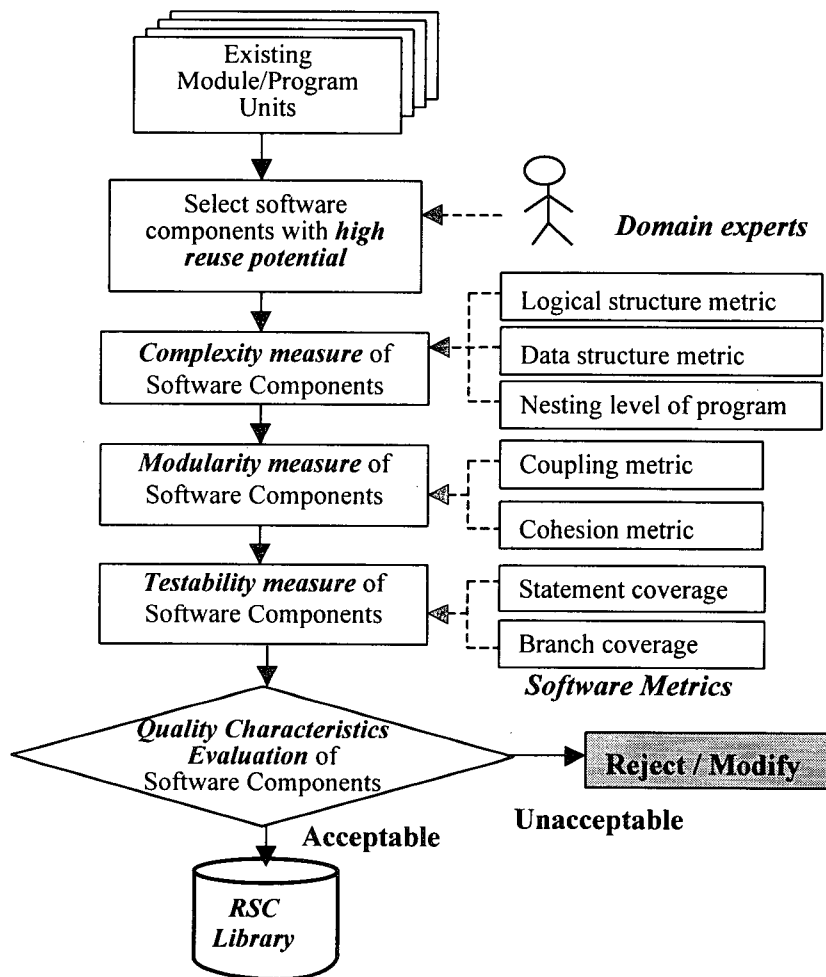 Existing
Module/Program
Units
Select software
components with high
reuse potential
Domain experts
Logical structure metric
Complexity measure of
Software Components
Data structure metric
Nesting level of program
Modularity measure of
Software Components
Coupling metric
Cohesion metric
Testability measure of
Software Components
Statement coverage
Branch coverage
Software Metrics
Quality Characteristics
Evaluation of
Software Components
Reject / Modify
Unacceptable
Acceptable
RSC
Library